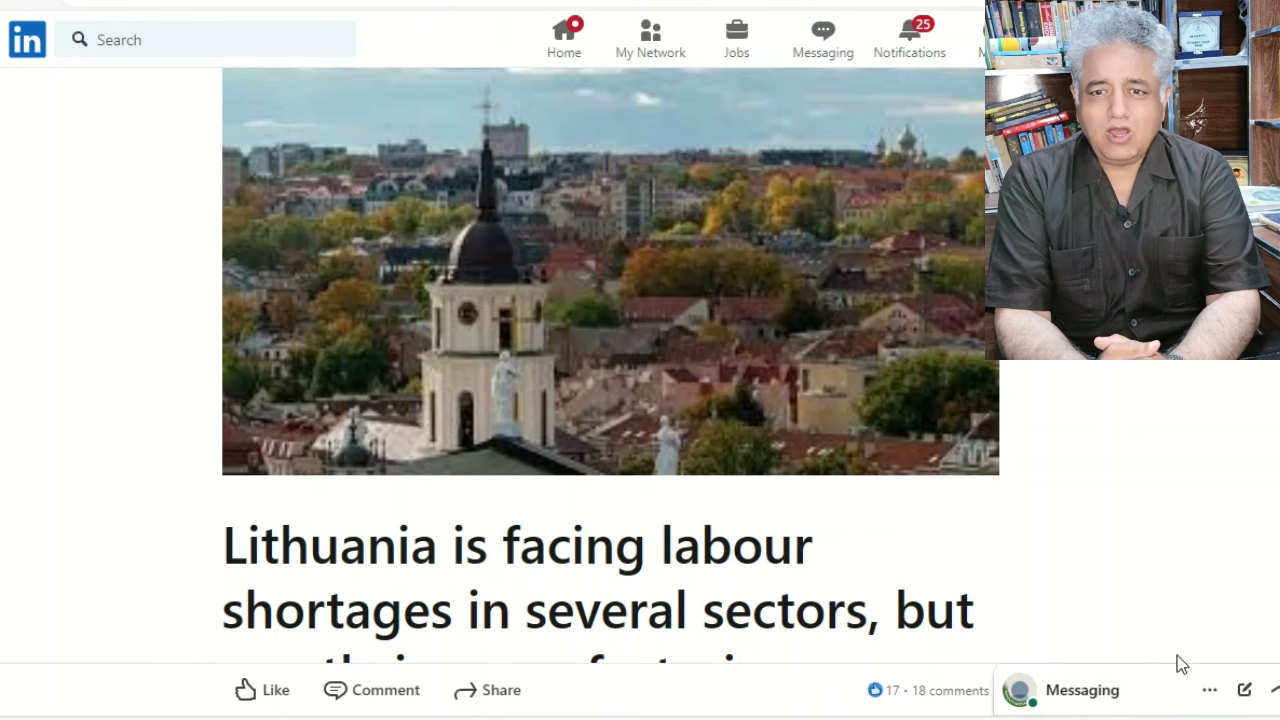 in
Search
Home
My Network
Jobs
Messaging
25
Notifications
Lithuania is facing labour
shortages in several sectors, but
Like
Comment
Share
17 · 18 comments
Messaging